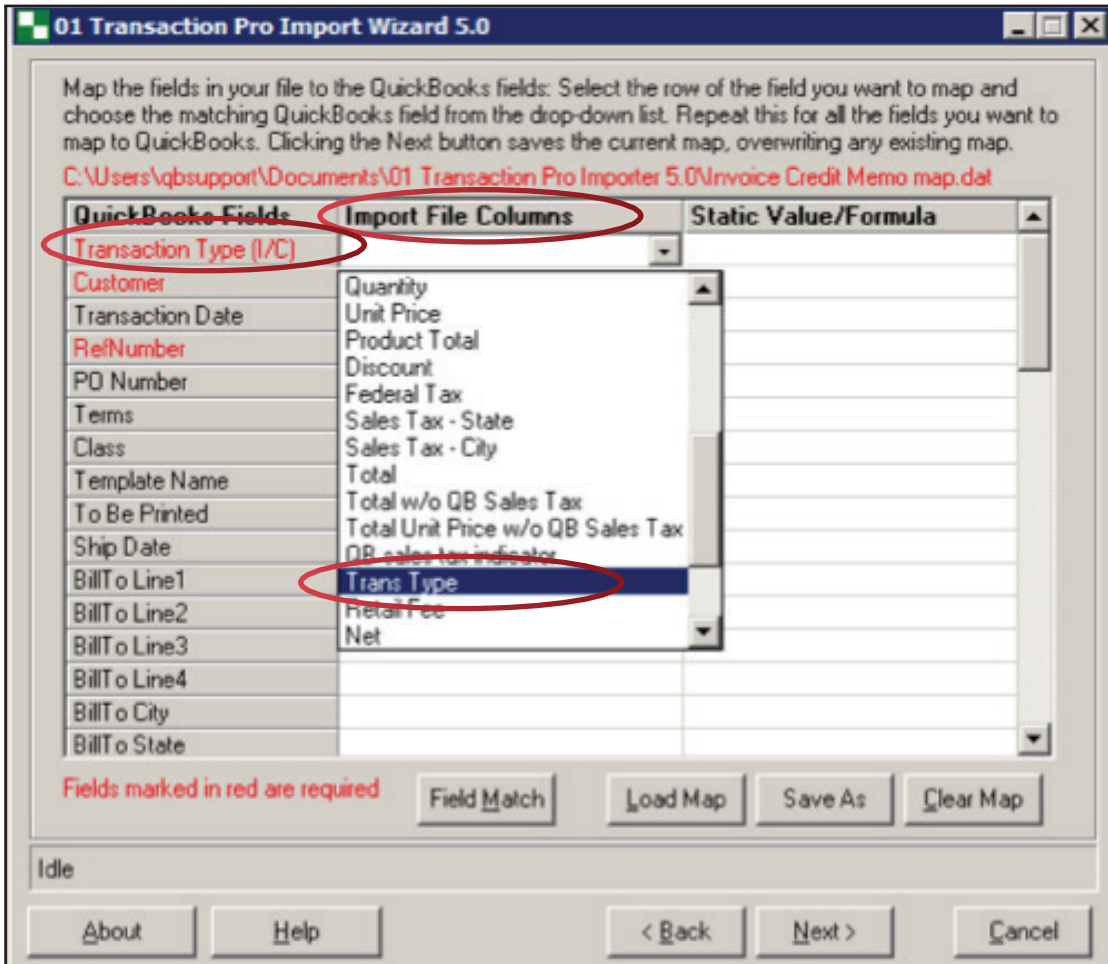 01 Transaction Pro Import Wizard 5.0
Map the fields in your file to the QuickBooks fields: Select the row of the field you want to map and
choose the matching QuickBooks field from the drop-down list. Repeat this for all the fields you want to
map to QuickBooks. Clicking the Next button saves the current map, overwriting any existing map.
C:\Users\qbsupport\Documents\01 Transaction Pro Importer 5.0\Invoice Credit Memo map.dat
QuickBooks Fields Import File Columns Static Value/Formula
Transaction Type (I/C)
Customer
Transaction Date
RefNumber
PO Number
Terms
Class
Template Name
To Be Printed
Ship Date
BillTo Line1
BillTo Line2
BillTo Line3
BillTo Line4
BillTo City
BillTo State
Quantity
Unit Price
Product Total
Discount
Federal Tax
Sales Tax - State
Sales Tax - City
Total
Total w/o QB Sales Tax
Total Unit Price w/o QB Sales Tax
QB sales tax indicator
Trans Type
Retail Fee
Net
Fields marked in red are required
Field Match Load Map Save As Clear Map
Idle
About Help < Back Next > Cancel